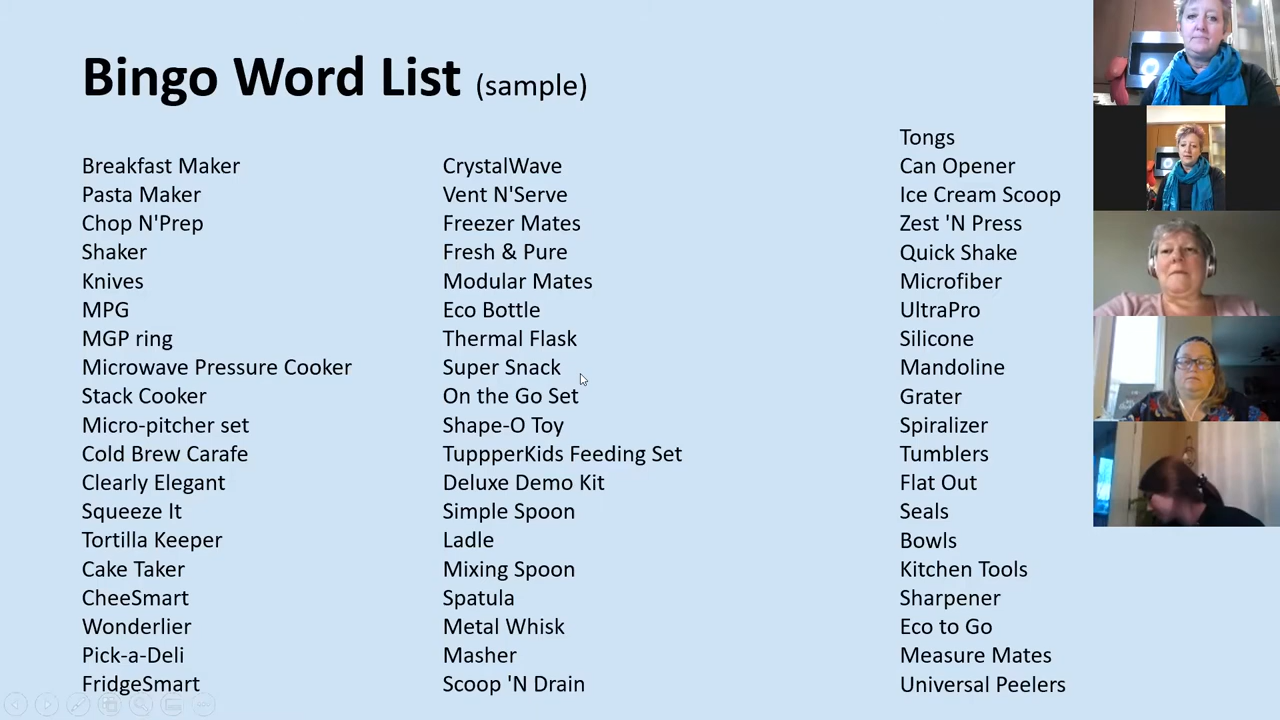 Bingo Word List (sample)
Breakfast Maker
Pasta Maker
Chop N'Prep
Shaker
Knives
MPG
MGP ring
Microwave Pressure Cooker
Stack Cooker
Micro-pitcher set
Cold Brew Carafe
Clearly Elegant
Squeeze It
Tortilla Keeper
Cake Taker
CheeSmart
Wonderlier
Pick-a-Deli
FridgeSmart
CrystalWave
Vent N'Serve
Freezer Mates
Fresh & Pure
Modular Mates
Eco Bottle
Thermal Flask
Super Snack
On the Go Set
Shape-O Toy
TuppperKids Feeding Set
Deluxe Demo Kit
Simple Spoon
Ladle
Mixing Spoon
Spatula
Metal Whisk
Masher
Scoop 'N Drain
Tongs
Can Opener
Ice Cream Scoop
Zest 'N Press
Quick Shake
Microfiber
UltraPro
Silicone
Mandoline
Grater
Spiralizer
Tumblers
Flat Out
Seals
Bowls
Kitchen Tools
Sharpener
Eco to Go
Measure Mates
Universal Peelers